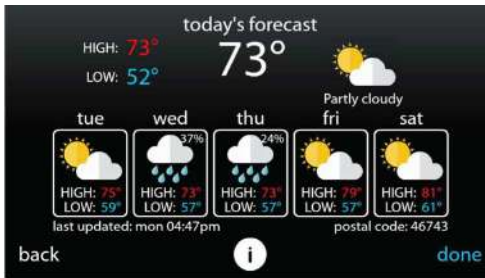 today's forecast
HIGH: 73°
73°
LOW: 52°
Partly cloudy
tue wed thu fri sat
37% 24%
HIGH: 75° HIGH: 73° HIGH: 73° HIGH: 79° HIGH: 81°
LOW: 59° LOW: 57° LOW: 57° LOW: 57° LOW: 61°
last updated: mon 04:47pm postal code: 46743
back i done